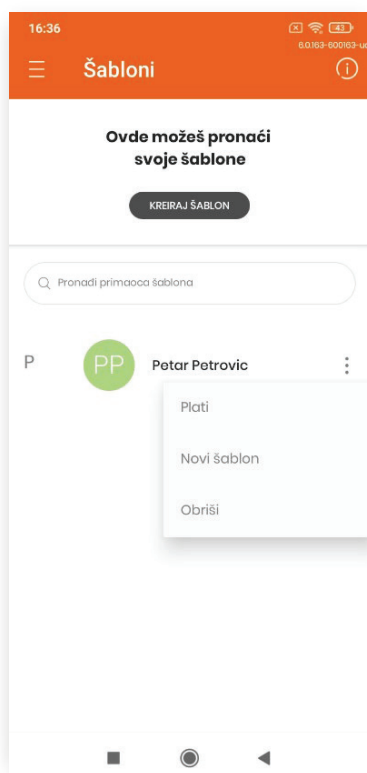 16:36
43
6.0.163-600163-ua
Šabloni
Ovde možeš pronaći
svoje šablone
KREIRAJ ŠABLON
Pronađi primaoca šablona
P
PP
Petar Petrovic
Plati
Novi šablon
Obriši